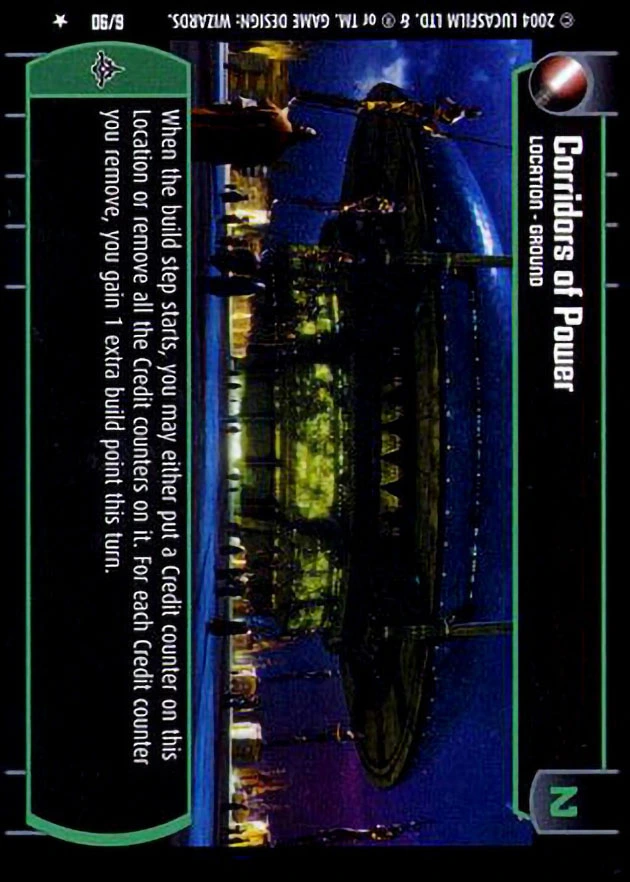 Corridors of Power
LOCATION - GROUND
N
When the build step starts, you may either put a Credit counter on this
Location or remove all the Credit counters on it. For each Credit counter
you remove, you gain 1 extra build point this turn.
© 2004 LUCASFILM LTD. & ® or TM. GAME DESIGN: WIZARDS.
6/90 ★